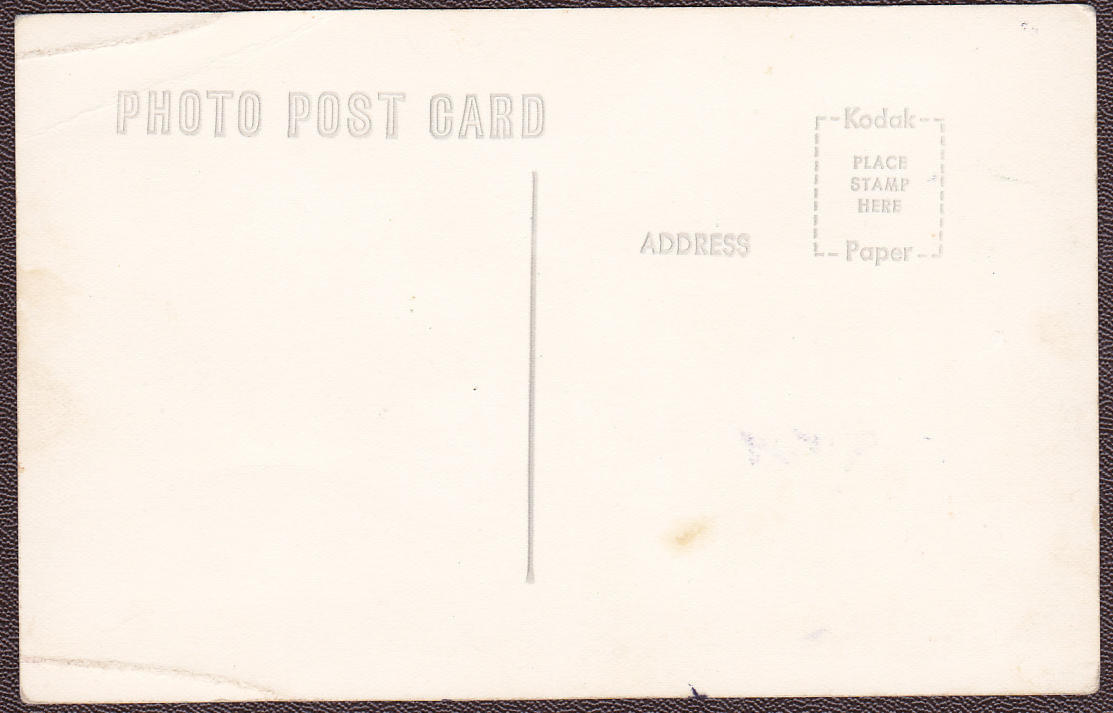 PHOTO POST CARD
Kodak
PLACE
STAMP
HERE
Paper
ADDRESS